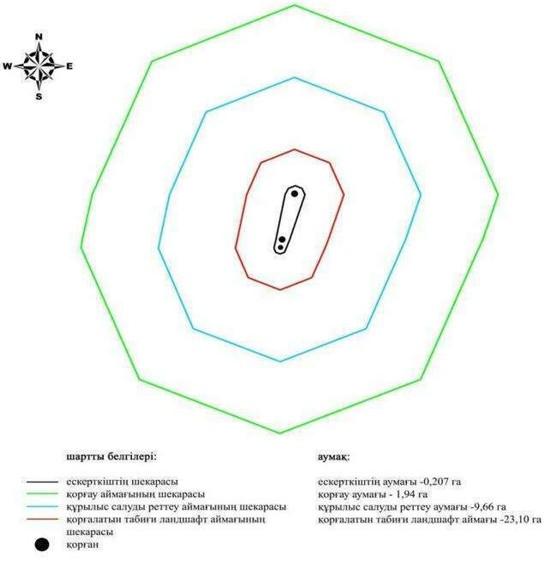 N
W E
S
шартты белгілері: аумақ:
ескерткіштің шекарасы ескерткіштің аумағы -0,207 га
қорғау аймағының шекарасы қорғау аумағы - 1,94 га
құрылыс салуды реттеу аймағының шекарасы құрылыс салуды реттеу аумағы -9,66 га
қорғалатын табиғи ландшафт аймағының қорғалатын табиғи ландшафт аймағы -23,10 га
шекарасы
қорған